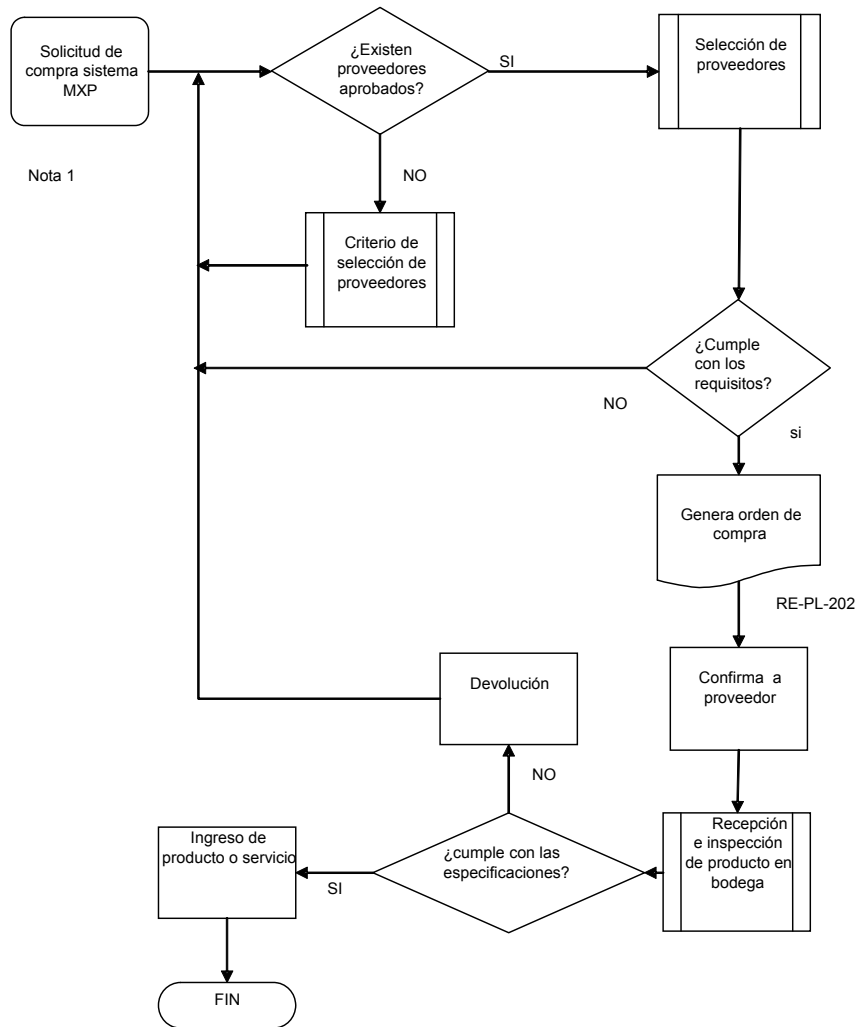 Solicitud de
compra sistema
MXP
¿Existen
proveedores
aprobados?
SI
Selección de
proveedores
Nota 1
NO
Criterio de
selección de
proveedores
¿Cumple
con los
requisitos?
NO
si
Genera orden de
compra
RE-PL-202
Devolución
Confirma a
proveedor
NO
Ingreso de
producto o servicio
SI
¿cumple con las
especificaciones?
Recepción
e inspección
de producto en
bodega
FIN